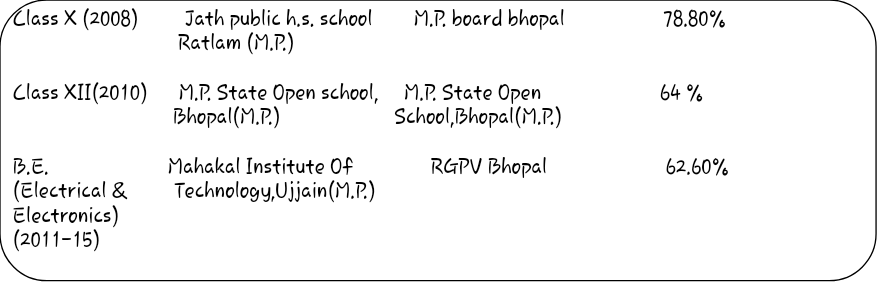 Class X (2008) Jath public h.s. school M.P. board bhopal 78.80%
Ratlam (M.P.)
Class XII(2010) M.P. State Open school, M.P. State Open 64 %
Bhopal(M.P.) School,Bhopal(M.P.)
B.E. Mahakal Institute Of RGPV Bhopal 62.60%
(Electrical & Technology,Ujjain(M.P.)
Electronics)
(2011-15)